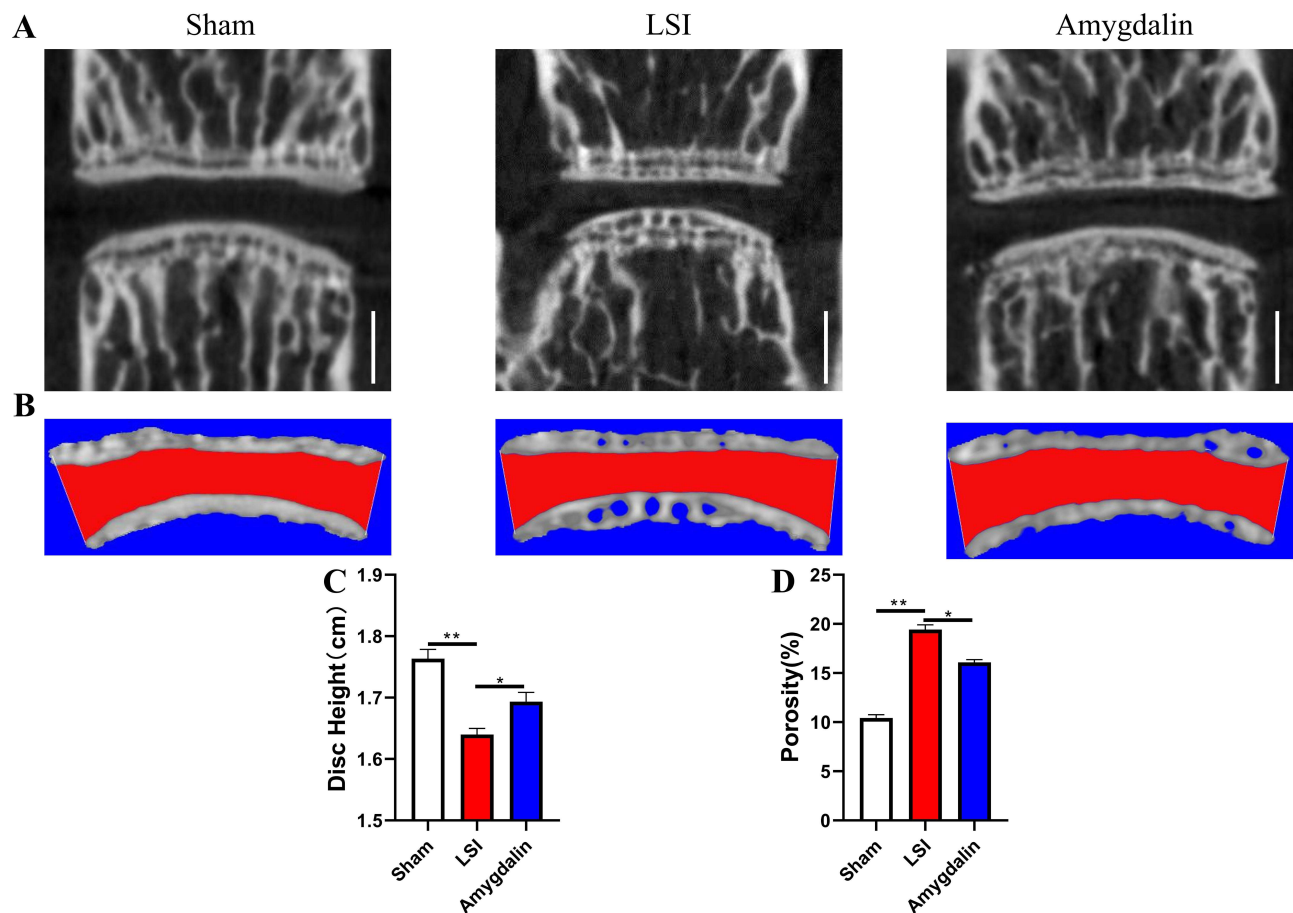 A
Sham
LSI
Amygdalin
B
C
Disc Height(cm)
1.9
1.8
1.7
1.6
1.5
**
*
Sham
LSI
Amygdalin
D
Porosity(%)
25
20
15
10
5
0
**
*
Sham
LSI
Amygdalin